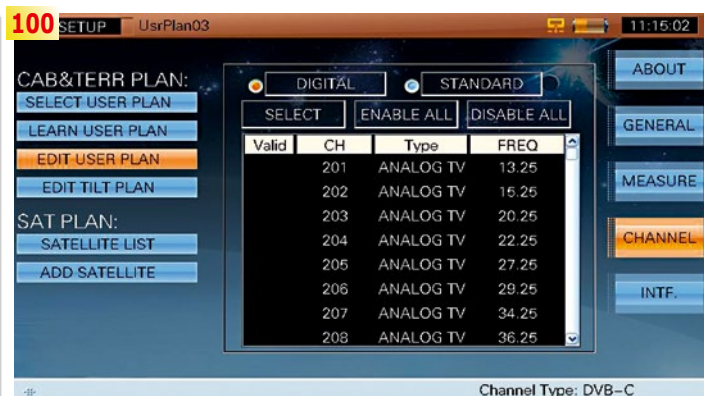 100 SETUP UsrPlan03 11:15:02
CAB&TERR PLAN:
SELECT USER PLAN
LEARN USER PLAN
EDIT USER PLAN
EDIT TILT PLAN
SAT PLAN:
SATELLITE LIST
ADD SATELLITE
DIGITAL STANDARD
SELECT ENABLE ALL DISABLE ALL
Valid CH Type FREQ
201 ANALOG TV 13.25
202 ANALOG TV 15.25
203 ANALOG TV 20.25
204 ANALOG TV 22.25
205 ANALOG TV 27.25
206 ANALOG TV 29.25
207 ANALOG TV 34.25
208 ANALOG TV 36.25
ABOUT
GENERAL
MEASURE
CHANNEL
INTF.
Channel Type: DVB-C